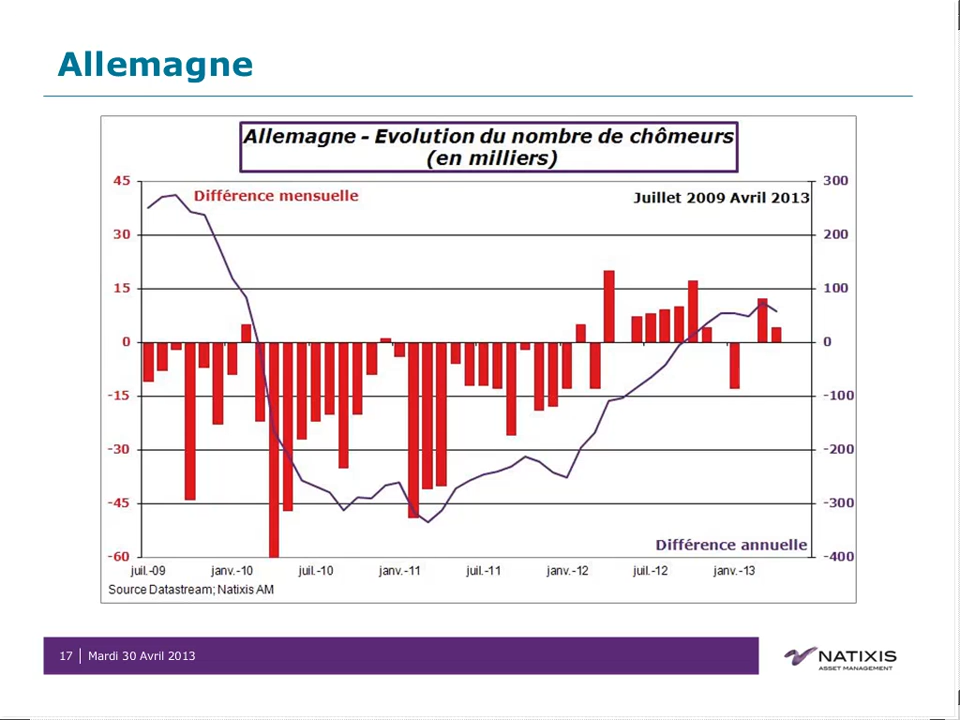 Allemagne
Allemagne - Evolution du nombre de chômeurs
(en milliers)
45
300
Différence mensuelle
Juillet 2009 Avril 2013
30
200
15
100
0
0
-15
-100
-30
-200
-45
-300
Différence annuelle
-60
-400
juil.-09
janv.-10
juil.-10
janv.-11
juil.-11
janv.-12
juil.-12
janv.-13
Source Datastream; Natixis AM
17 Mardi 30 Avril 2013
NATIXIS
ASSET MANAGEMENT